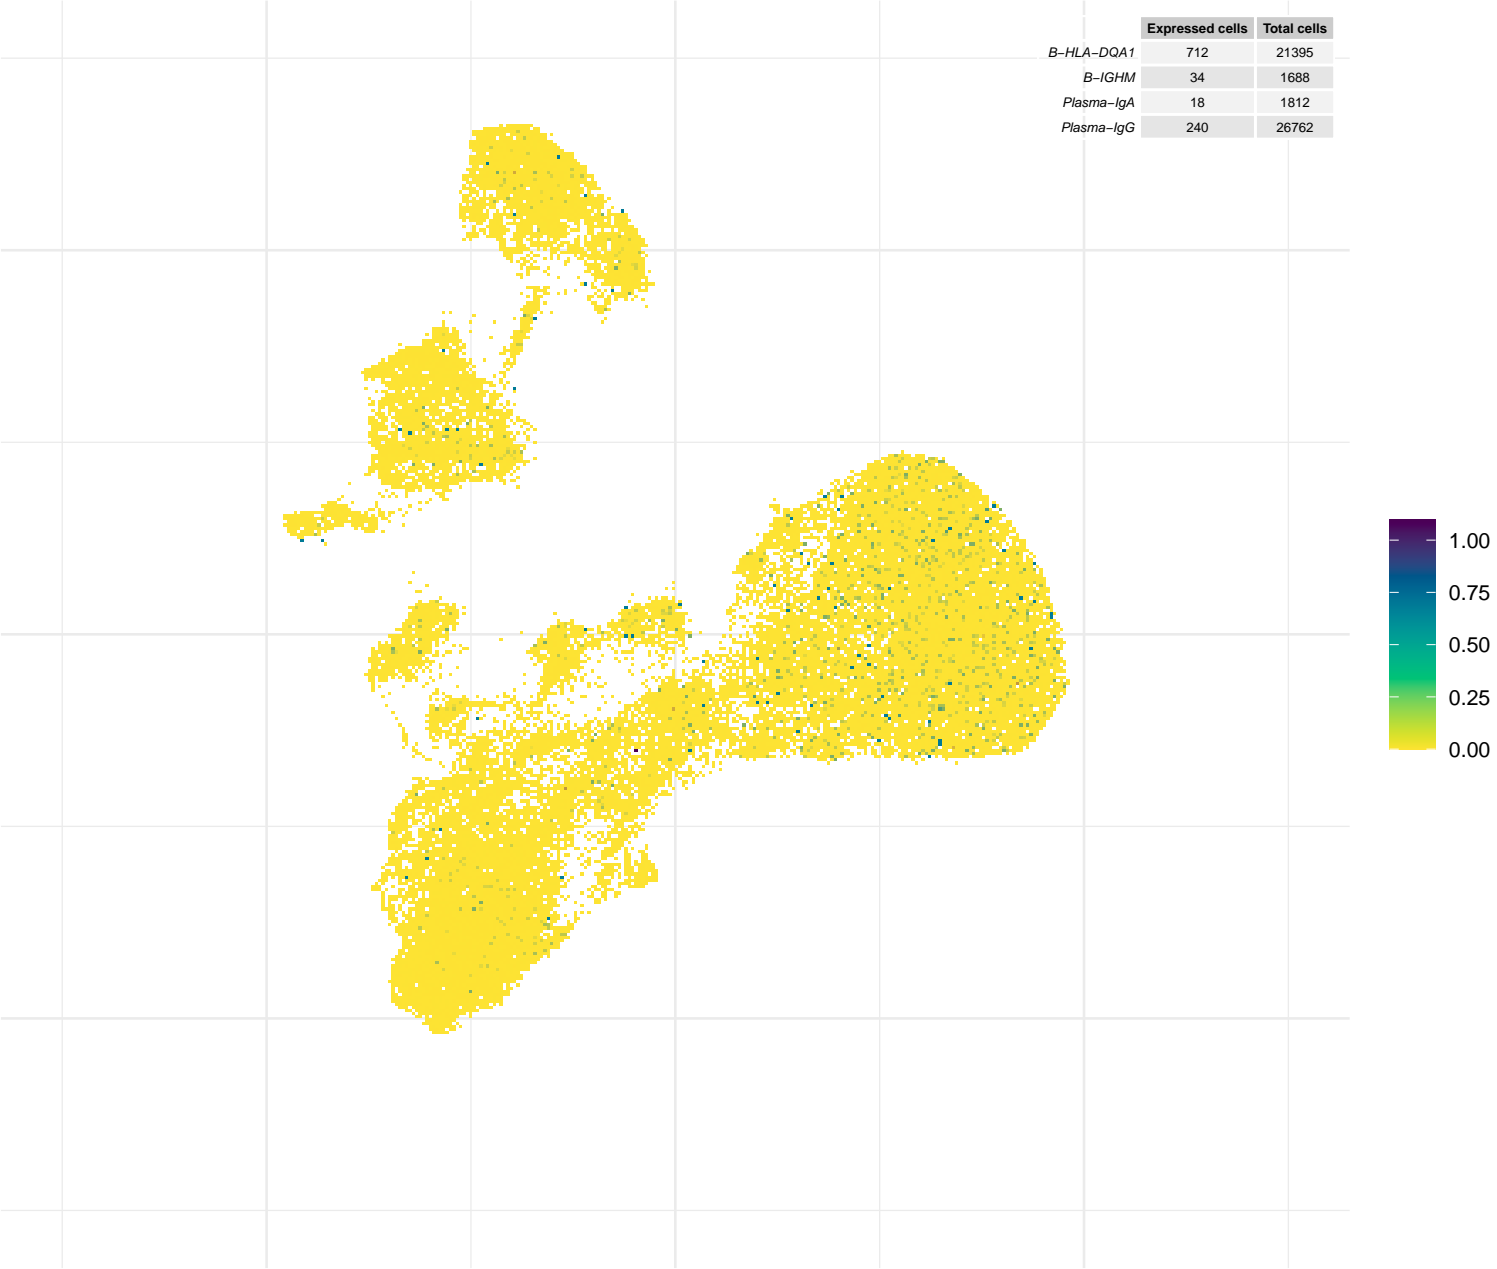 Expressed cells Total cells
B−HLA−DQA1 712 21395
B−IGHM 34 1688
Plasma−IgA 18 1812
Plasma−IgG 240 26762
1.00
0.75
0.50
0.25
0.00